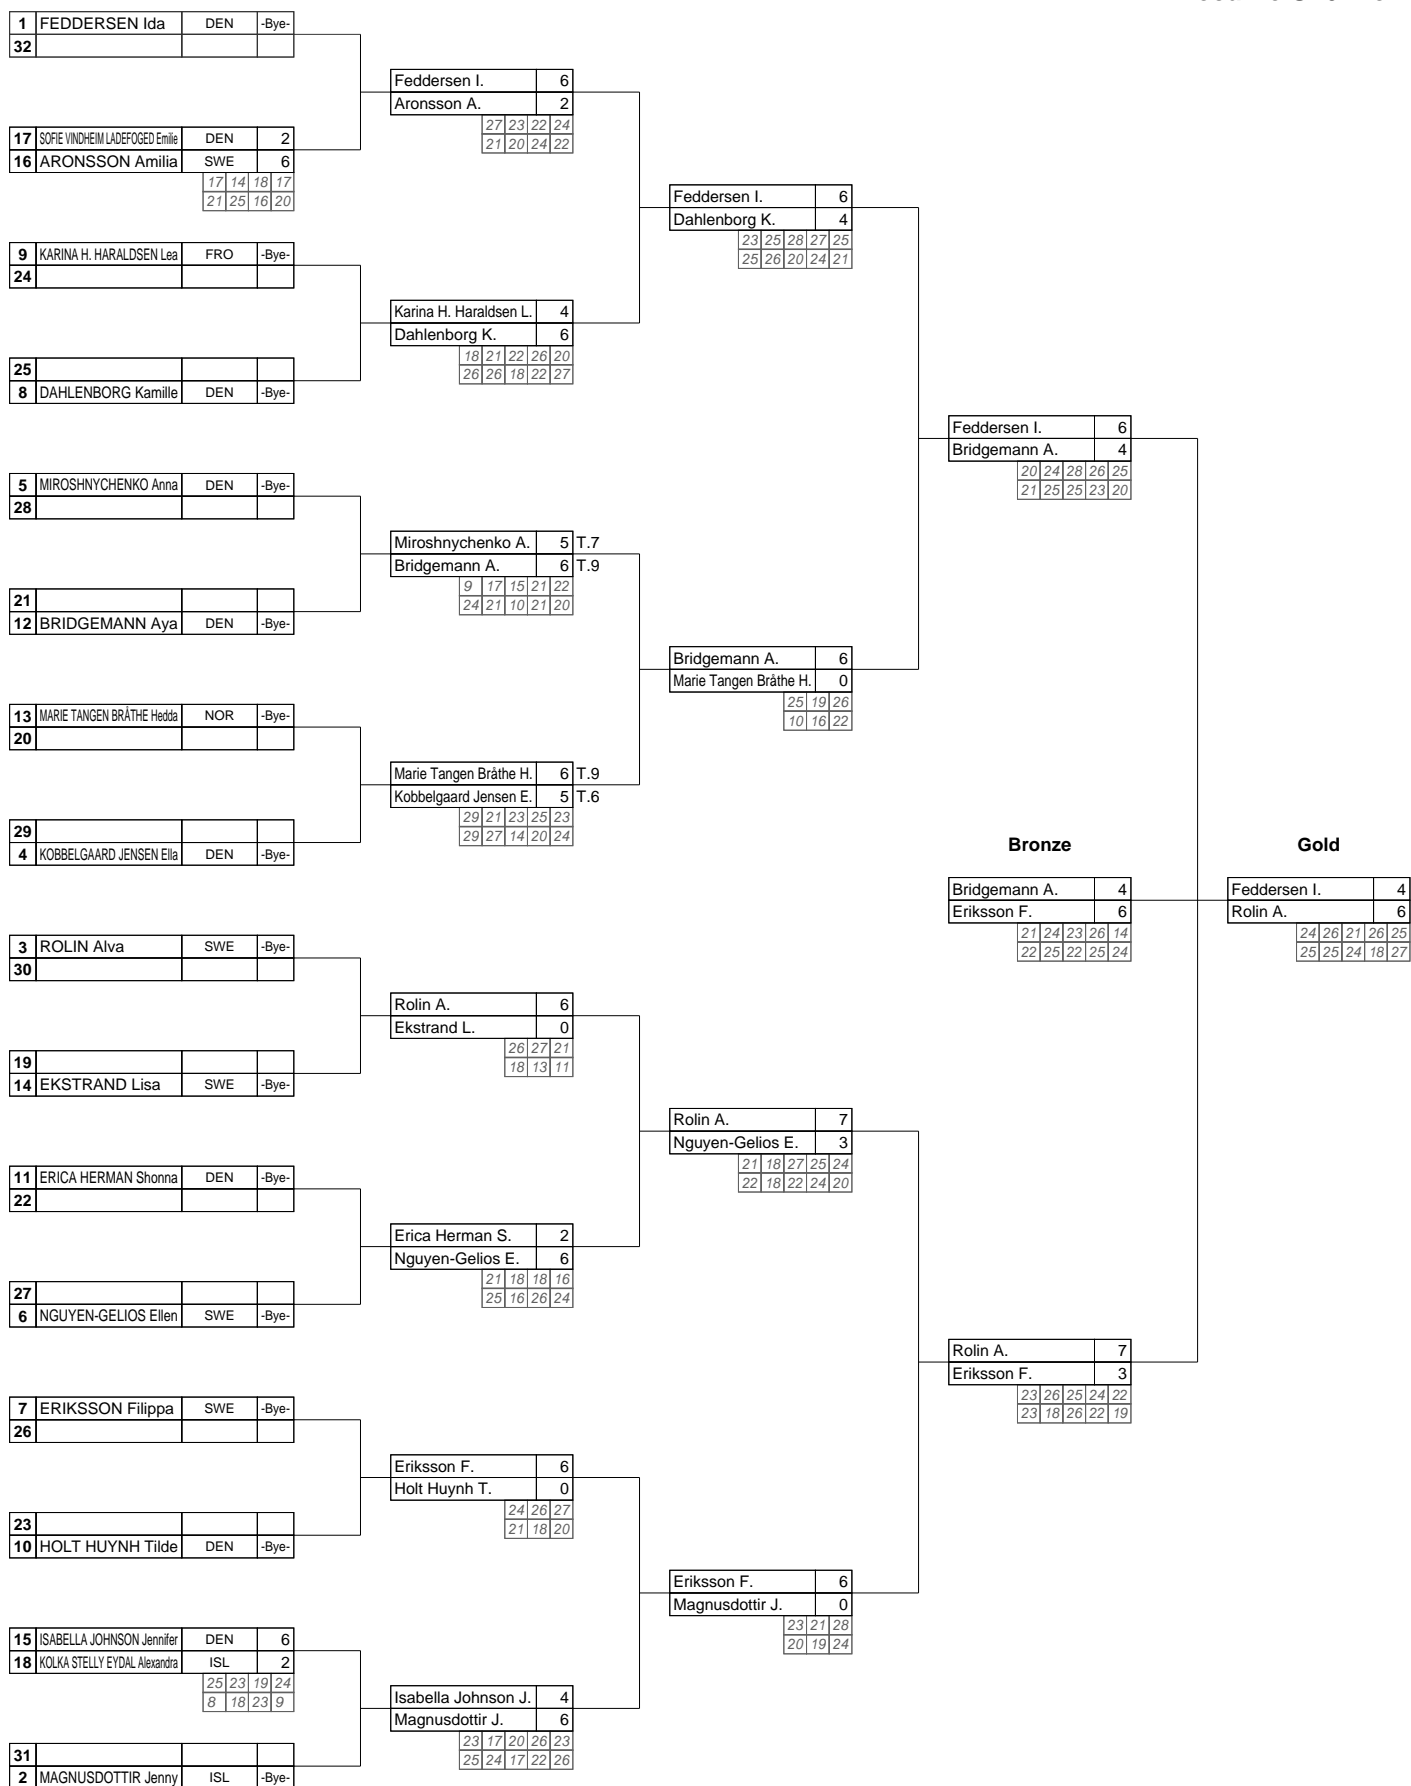 1 FEDDERSEN Ida DEN -Bye-
32
Feddersen I. 6
Aronsson A. 2
27 23 22 24
21 20 24 22
17 SOFIE VINDHEIM LADEFOGED Emilie DEN 2
16 ARONSSON Amilia SWE 6
17 14 18 17
21 25 16 20
Feddersen I. 6
Dahlenborg K. 4
23 25 28 27 25
25 26 20 24 21
9 KARINA H. HARALDSEN Lea FRO -Bye-
24
Karina H. Haraldsen L. 4
Dahlenborg K. 6
18 21 22 26 20
26 26 18 22 27
25
8 DAHLENBORG Kamille DEN -Bye-
Feddersen I. 6
Bridgemann A. 4
20 24 28 26 25
21 25 25 23 20
5 MIROSHNYCHENKO Anna DEN -Bye-
28
Miroshnychenko A. 5 T.7
Bridgemann A. 6 T.9
9 17 15 21 22
24 21 10 21 20
21
12 BRIDGEMANN Aya DEN -Bye-
Bridgemann A. 6
Marie Tangen Bråthe H. 0
25 19 26
10 16 22
13 MARIE TANGEN BRÅTHE Hedda NOR -Bye-
20
Marie Tangen Bråthe H. 6 T.9
Kobbelgaard Jensen E. 5 T.6
29 21 23 25 23
29 27 14 20 24
29
4 KOBBELGAARD JENSEN Ella DEN -Bye-
Bronze Gold
Bridgemann A. 4 Feddersen I. 4
Eriksson F. 6 Rolin A. 6
21 24 23 26 14 24 26 21 26 25
22 25 22 25 24 25 25 24 18 27
3 ROLIN Alva SWE -Bye-
30
Rolin A. 6
Ekstrand L. 0
26 27 21
18 13 11
19
14 EKSTRAND Lisa SWE -Bye-
Rolin A. 7
Nguyen-Gelios E. 3
21 18 27 25 24
22 18 22 24 20
11 ERICA HERMAN Shonna DEN -Bye-
22
Erica Herman S. 2
Nguyen-Gelios E. 6
21 18 18 16
25 16 26 24
27
6 NGUYEN-GELIOS Ellen SWE -Bye-
Rolin A. 7
Eriksson F. 3
23 26 25 24 22
23 18 26 22 19
7 ERIKSSON Filippa SWE -Bye-
26
Eriksson F. 6
Holt Huynh T. 0
24 26 27
21 18 20
23
10 HOLT HUYNH Tilde DEN -Bye-
Eriksson F. 6
Magnusdottir J. 0
23 21 28
20 19 24
15 ISABELLA JOHNSON Jennifer DEN 6
18 KOLKA STELLY EYDAL Alexandra ISL 2
25 23 19 24
8 18 23 9
Isabella Johnson J. 4
Magnusdottir J. 6
23 17 20 26 23
25 24 17 22 26
31
2 MAGNUSDOTTIR Jenny ISL -Bye-